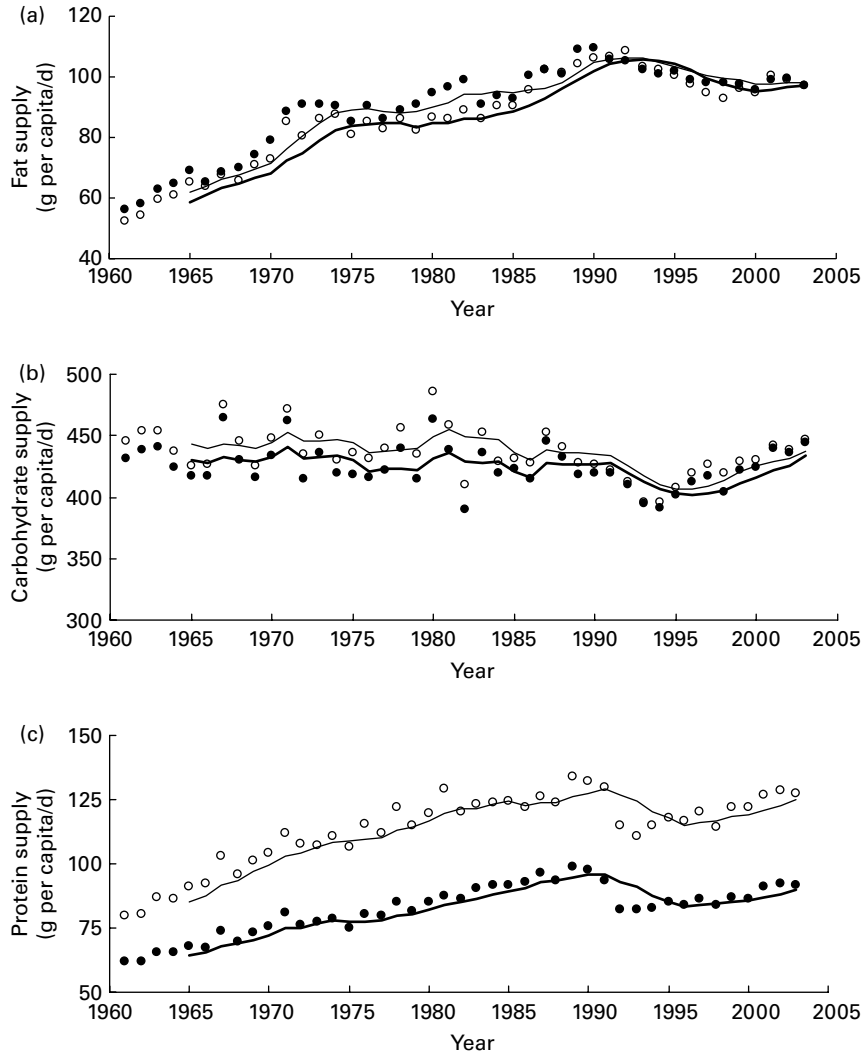 (a)
120
100
80
60
40
Fat supply
(g per capita/d)
1960 1965 1970 1975 1980 1985 1990 1995 2000 2005
Year
(b)
500
450
400
350
300
Carbohydrate supply
(g per capita/d)
1960 1965 1970 1975 1980 1985 1990 1995 2000 2005
Year
(c)
150
125
100
75
50
Protein supply
(g per capita/d)
1960 1965 1970 1975 1980 1985 1990 1995 2000 2005
Year